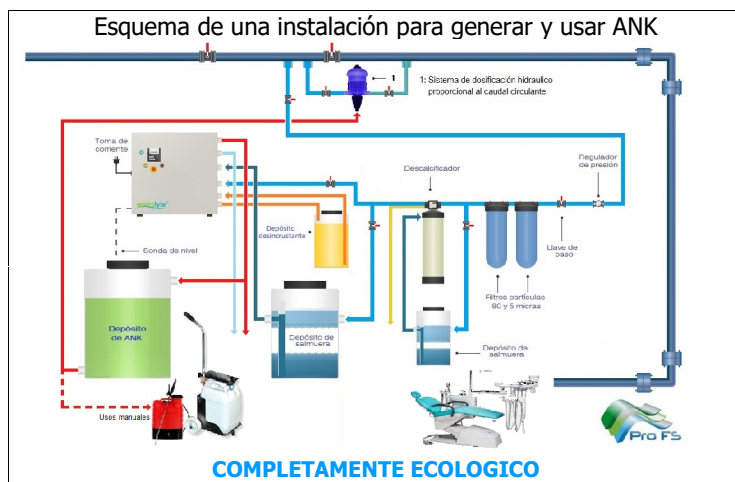 Esquema de una instalación para generar y usar ANK
1
1: Sistema de dosificación hidraulico
proporcional al caudal circulante
Toma de
corriente
envirolyte
Descalcificador
Regulador
de presión
Depósito
desincrustante
Sonda de nivel
Llave de
paso
Filtros partículas
80 y 5 micras
Depósito
de ANK
Depósito de
salmuera
Depósito de
salmuera
Usos manuales
Pro FS
COMPLETAMENTE ECOLOGICO